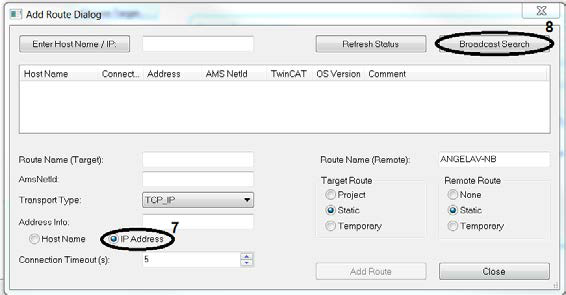 Add Route Dialog
8
Enter Host Name / IP: Refresh Status Broadcast Search
Host Name Connect... Address AMS NetId TwinCAT OS Version Comment
Route Name (Target): Route Name (Remote): ANGELAV-NB
AmsNetId: Target Route Remote Route
Transport Type: TCP_IP Project None
Address Info: Static Static
7
Host Name IP Address Temporary Temporary
Connection Timeout (s): 5
Add Route Close